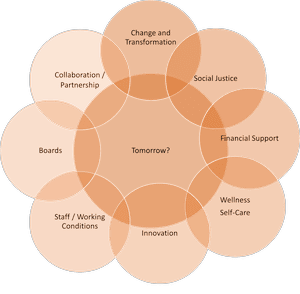 Change and
Transformation
Collaboration /
Partnership
Social Justice
Financial Support
Boards
Tomorrow?
Wellness
Self-Care
Staff / Working
Conditions
Innovation